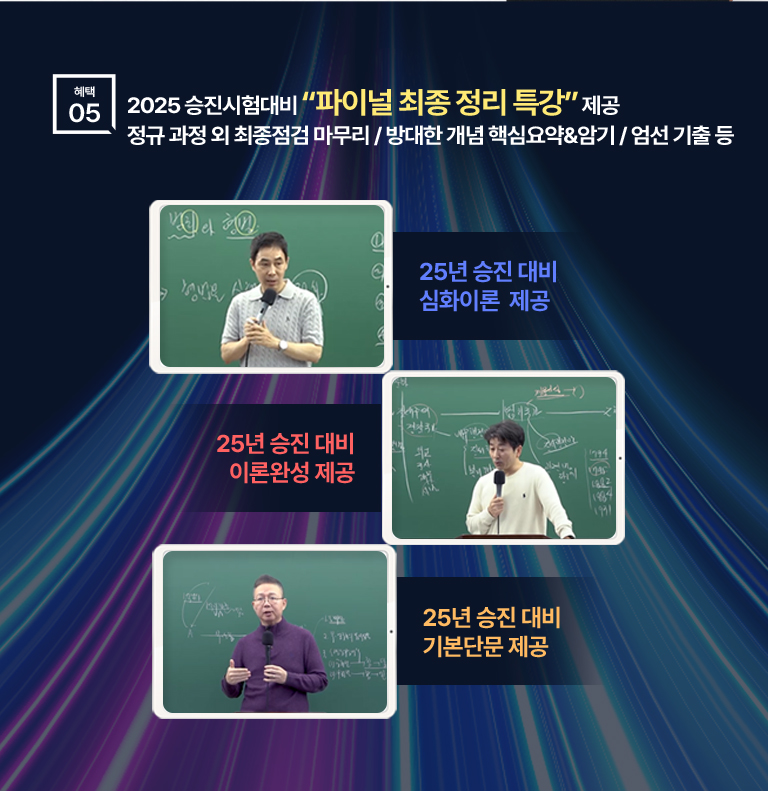 혜택
05
2025 승진시험대비 “파이널 최종 정리 특강” 제공
정규 과정 외 최종점검 마무리 / 방대한 개념 핵심요약&암기 / 엄선 기출 등
25년 승진 대비
심화이론 제공
25년 승진 대비
이론완성 제공
25년 승진 대비
기본단문 제공